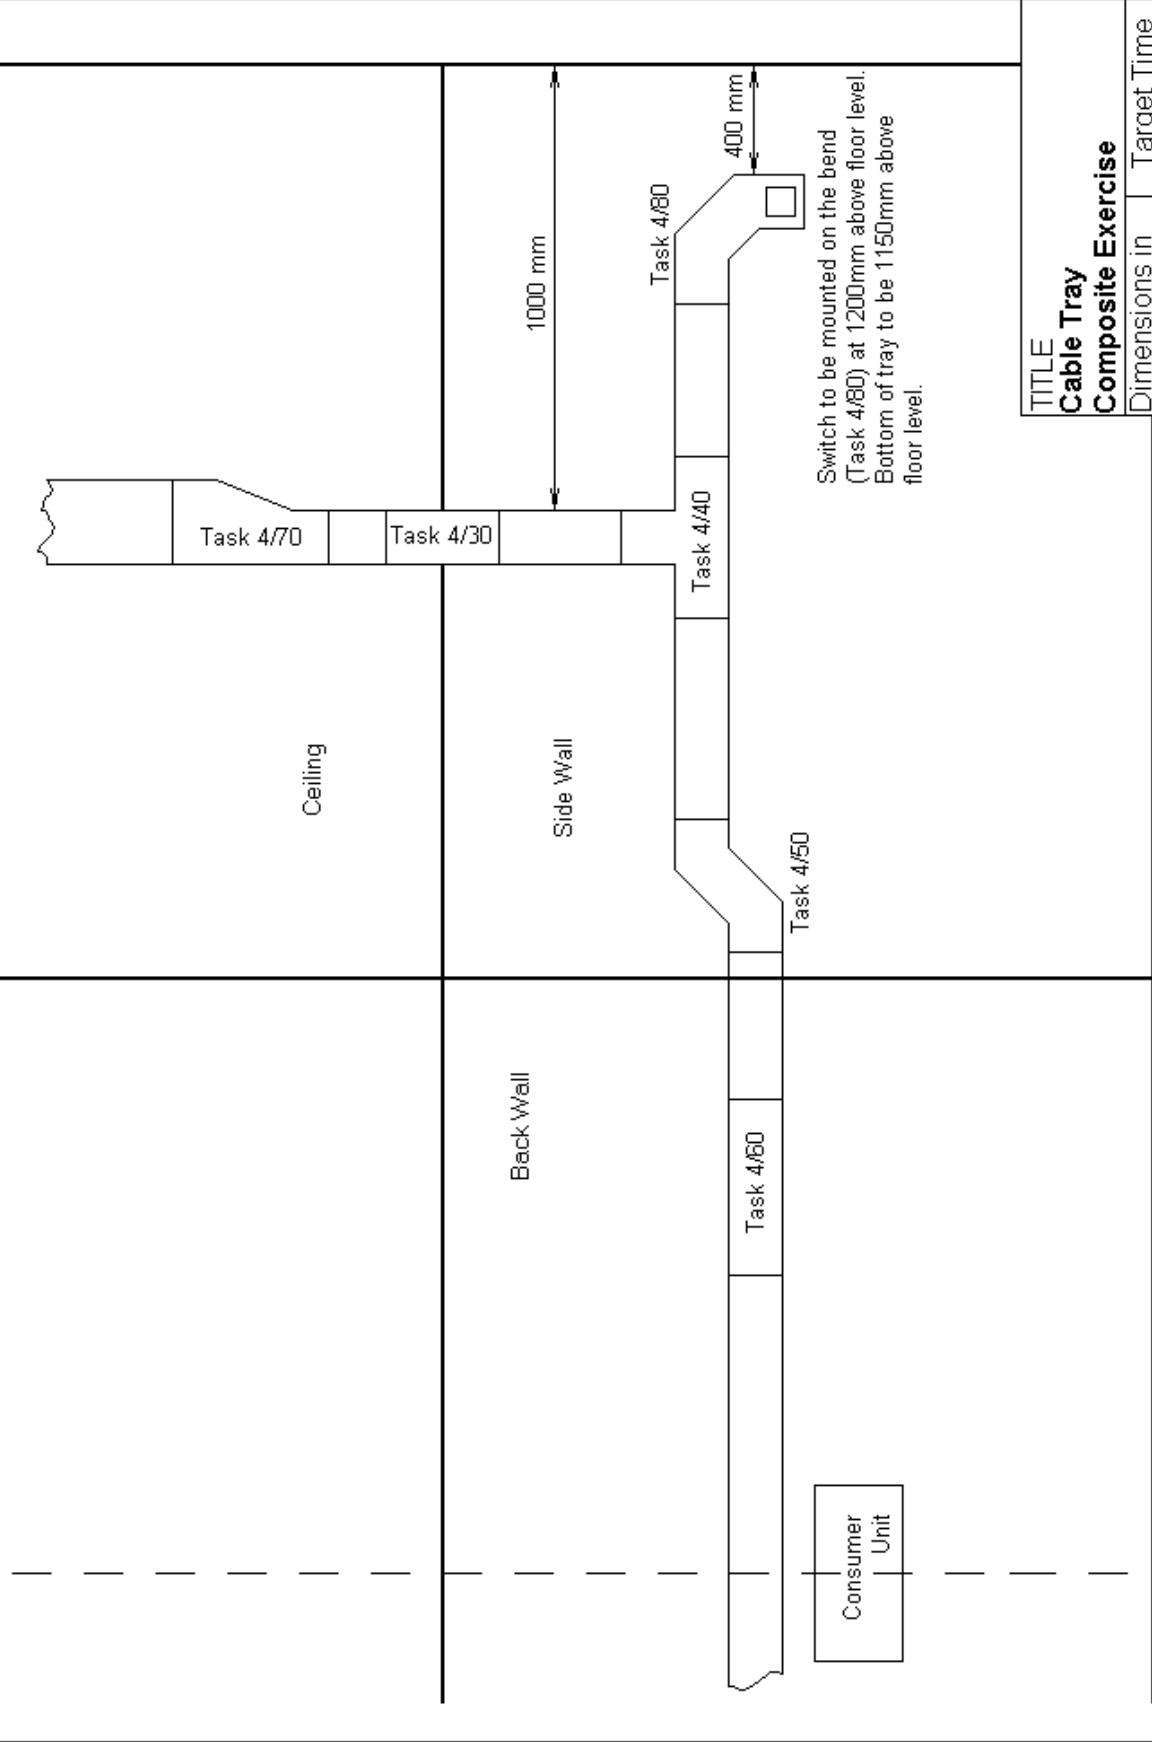 Task 4/70
Task 4/30
Ceiling
Side Wall
Back Wall
1000 mm
400 mm
Task 4/80
Task 4/40
Task 4/50
Task 4/60
Consumer
Unit
Switch to be mounted on the bend
(Task 4/80) at 1200mm above floor level.
Bottom of tray to be 1150mm above
floor level.
TITLE
Cable Tray
Composite Exercise
Dimensions in
Target Time